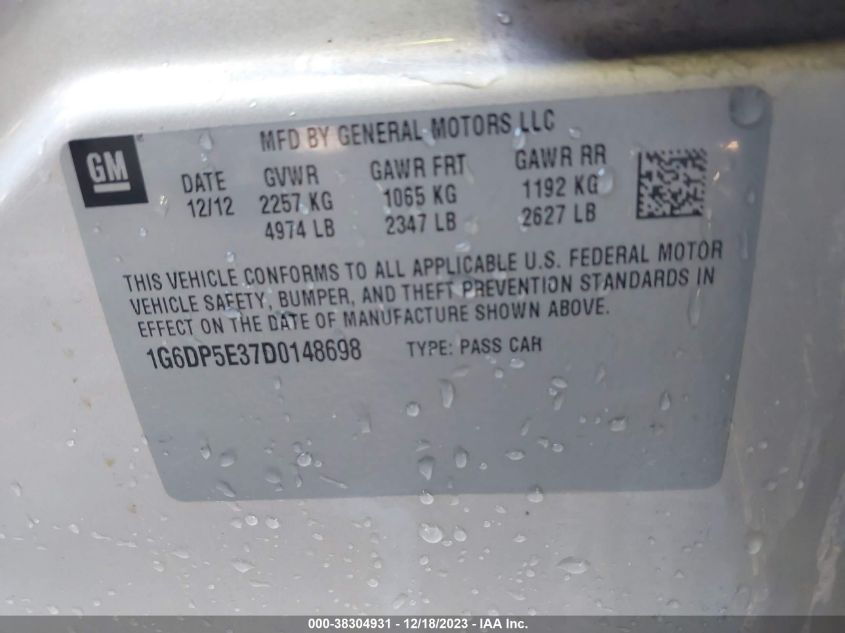 MFD BY GENERAL MOTORS LLC
GM
DATE GVWR GAWR FRT GAWR RR
12/12 2257 KG 1065 KG 1192 KG
4974 LB 2347 LB 2627 LB
THIS VEHICLE CONFORMS TO ALL APPLICABLE U.S. FEDERAL MOTOR
VEHICLE SAFETY, BUMPER, AND THEFT PREVENTION STANDARDS IN
EFFECT ON THE DATE OF MANUFACTURE SHOWN ABOVE.
1G6DP5E37D0148698 TYPE: PASS CAR
000-38304931 - 12/18/2023 - IAA Inc.